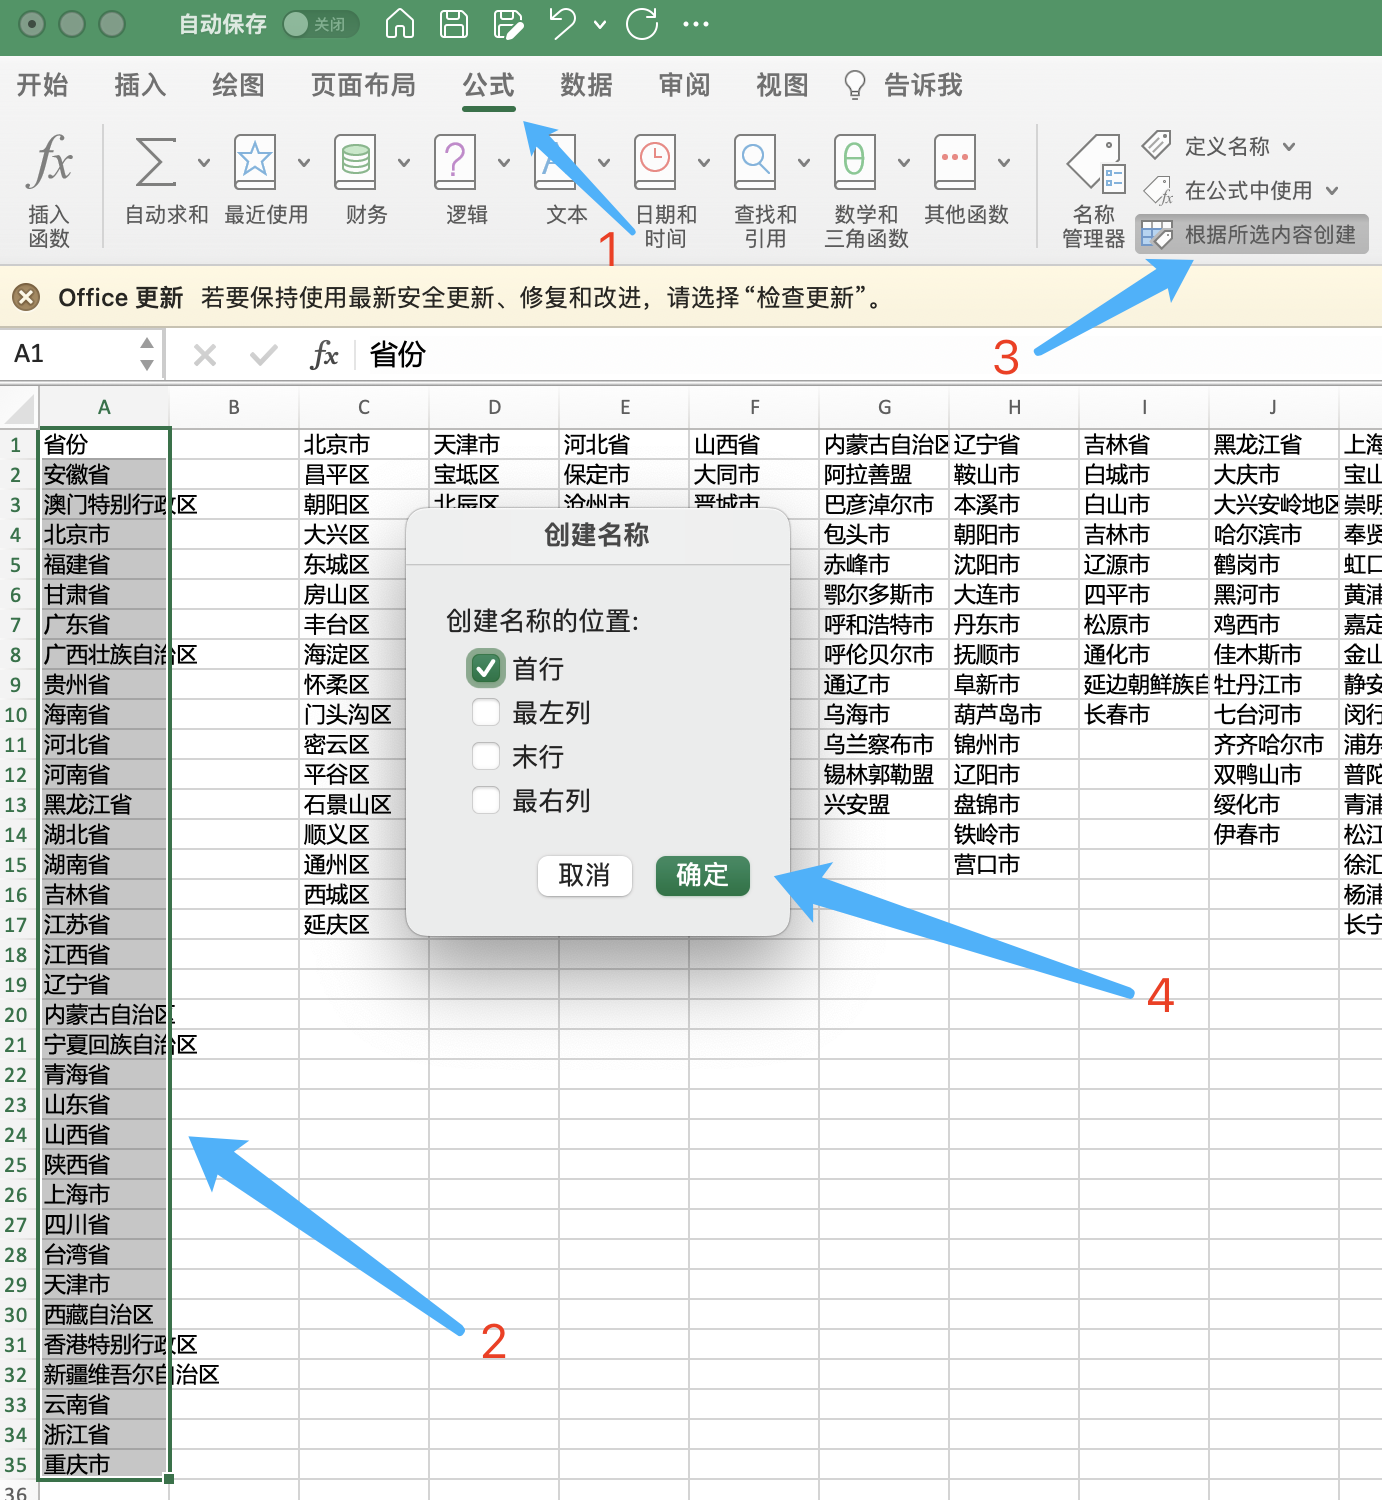 自动保存 关闭
开始 插入 绘图 页面布局 公式 数据 审阅 视图 告诉我
插入函数 自动求和 最近使用 财务 逻辑 文本 日期和时间 查找和引用 数学和三角函数 其他函数 名称管理器
定义名称
在公式中使用
根据所选内容创建
1
Office 更新 若要保持使用最新安全更新、修复和改进，请选择“检查更新”。
3
A1 fx 省份
A B C D E F G H I J
1 省份 北京市 天津市 河北省 山西省 内蒙古自治区 辽宁省 吉林省 黑龙江省 上海
2 安徽省 昌平区 宝坻区 保定市 大同市 阿拉善盟 鞍山市 白城市 大庆市 宝山
3 澳门特别行政区 朝阳区 北辰区 沧州市 晋城市 巴彦淖尔市 本溪市 白山市 大兴安岭地区 崇明
4 北京市 大兴区 包头市 朝阳市 吉林市 哈尔滨市 奉贤
5 福建省 东城区 赤峰市 沈阳市 辽源市 鹤岗市 虹口
6 甘肃省 房山区 鄂尔多斯市 大连市 四平市 黑河市 黄浦
7 广东省 丰台区 呼和浩特市 丹东市 松原市 鸡西市 嘉定
8 广西壮族自治区 海淀区 呼伦贝尔市 抚顺市 通化市 佳木斯市 金山
9 贵州省 怀柔区 通辽市 阜新市 延边朝鲜族自 牡丹江市 静安
10 海南省 门头沟区 乌海市 葫芦岛市 长春市 七台河市 闵行
11 河北省 密云区 乌兰察布市 锦州市 齐齐哈尔市 浦东
12 河南省 平谷区 锡林郭勒盟 辽阳市 双鸭山市 普陀
13 黑龙江省 石景山区 兴安盟 盘锦市 绥化市 青浦
14 湖北省 顺义区 铁岭市 伊春市 松江
15 湖南省 通州区 营口市 徐汇
16 吉林省 西城区 杨浦
17 江苏省 延庆区 长宁
18 江西省
19 辽宁省
20 内蒙古自治区
21 宁夏回族自治区
22 青海省
23 山东省
24 山西省
25 陕西省
26 上海市
27 四川省
28 台湾省
29 天津市
30 西藏自治区
31 香港特别行政区
32 新疆维吾尔自治区
33 云南省
34 浙江省
35 重庆市
36
创建名称
创建名称的位置:
首行
最左列
末行
最右列
取消 确定
4
2